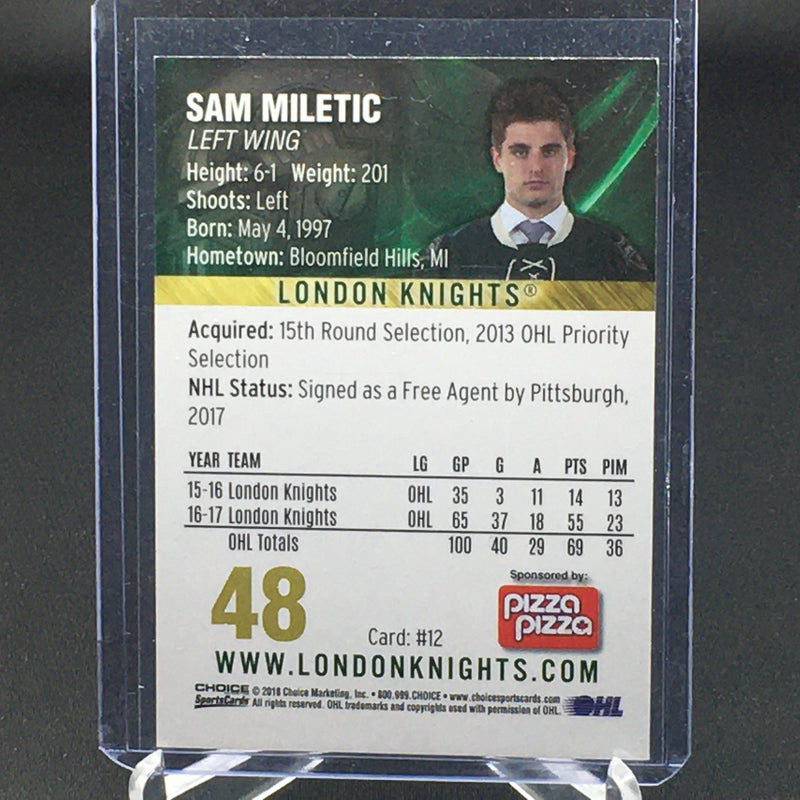 SAM MILETIC
LEFT WING
Height: 6-1 Weight: 201
Shoots: Left
Born: May 4, 1997
Hometown: Bloomfield Hills, MI
LONDON KNIGHTS®
Acquired: 15th Round Selection, 2013 OHL Priority
Selection
NHL Status: Signed as a Free Agent by Pittsburgh,
2017
YEAR TEAM LG GP G A PTS PIM
15-16 London Knights OHL 35 3 11 14 13
16-17 London Knights OHL 65 37 18 55 23
OHL Totals 100 40 29 69 36
48
Card: #12
Sponsored by:
pizza
pizza
WWW.LONDONKNIGHTS.COM
CHOICE © 2018 Choice Marketing, Inc. • 800.999.CHOICE • www.choicesportscards.com
SportsCards All rights reserved. OHL trademarks and copyrights used with permission of OHL.
OHL